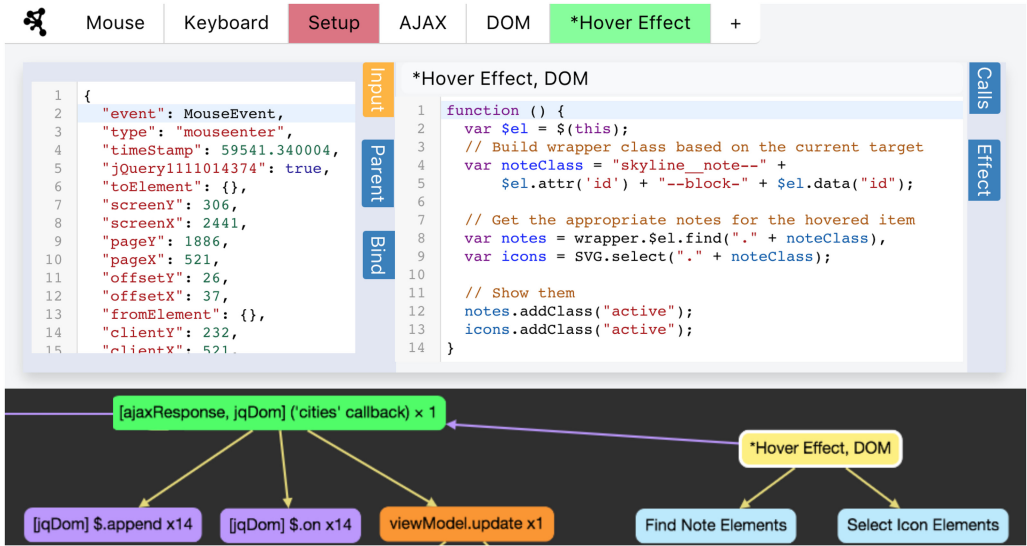 Mouse Keyboard Setup AJAX DOM *Hover Effect +
Input
Parent
Bind
1 {
2 "event": MouseEvent,
3 "type": "mouseenter",
4 "timeStamp": 59541.340004,
5 "jQuery1111014374": true,
6 "toElement": {},
7 "screenY": 306,
8 "screenX": 2441,
9 "pageY": 1886,
10 "pageX": 521,
11 "offsetY": 26,
12 "offsetX": 37,
13 "fromElement": {},
14 "clientY": 232,
15 "clientX": 521,
*Hover Effect, DOM
Calls
Effect
1 function () {
2 var $el = $(this);
3 // Build wrapper class based on the current target
4 var noteClass = "skyline__note--" +
5 $el.attr('id') + "--block-" + $el.data("id");
6
7 // Get the appropriate notes for the hovered item
8 var notes = wrapper.$el.find("." + noteClass),
9 var icons = SVG.select("." + noteClass);
10
11 // Show them
12 notes.addClass("active");
13 icons.addClass("active");
14 }
[ajaxResponse, jqDom] ('cities' callback) × 1
*Hover Effect, DOM
[jqDom] $.append x14
[jqDom] $.on x14
viewModel.update x1
Find Note Elements
Select Icon Elements